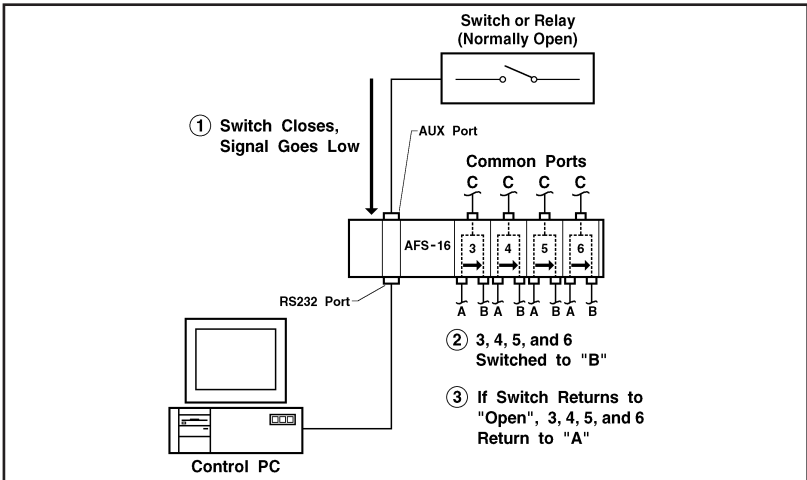 Switch or Relay
(Normally Open)
1 Switch Closes,
Signal Goes Low
AUX Port
Common Ports
C C C C
AFS-16 3 4 5 6
RS232 Port
A B A B A B A B
2 3, 4, 5, and 6
Switched to "B"
3 If Switch Returns to
"Open", 3, 4, 5, and 6
Return to "A"
Control PC